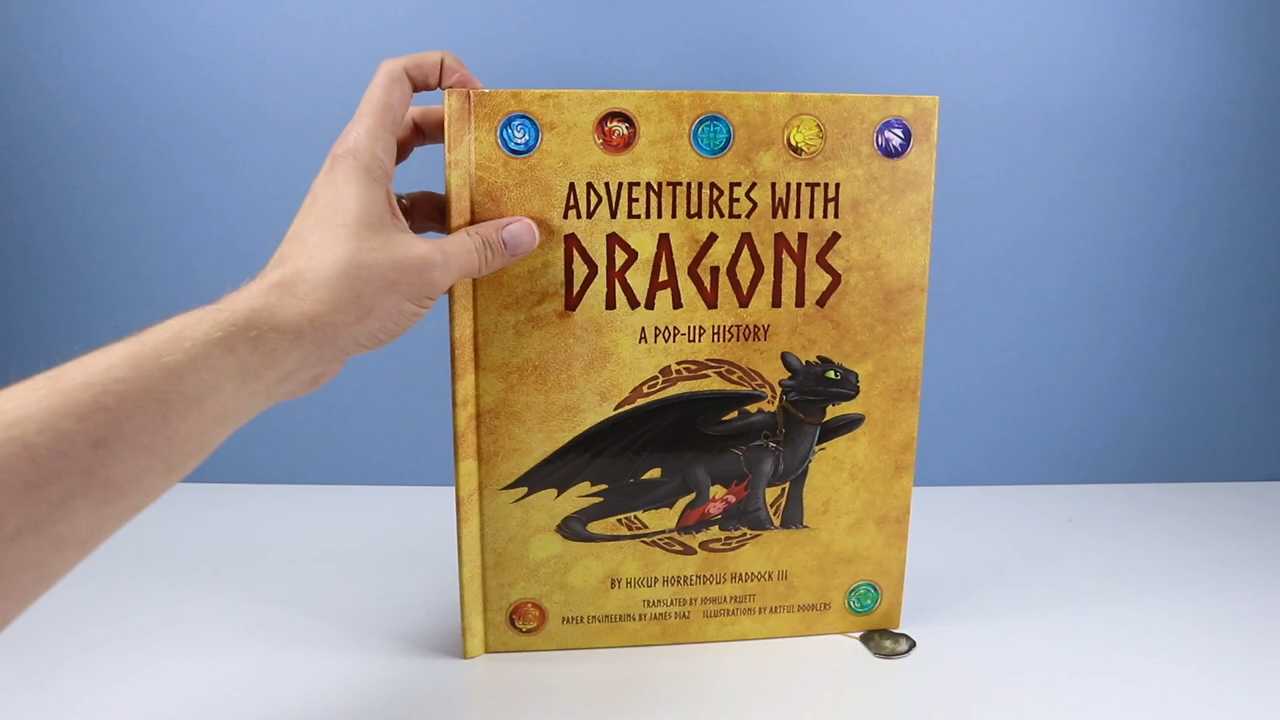 ADVENTURES WITH
DRAGONS
A POP-UP HISTORY
BY HICCUP HORRENDOUS HADDOCK III
TRANSLATED BY JOSHUA PRUETT
PAPER ENGINEERING BY JAMES DIAZ ILLUSTRATIONS BY ARTFUL DOODLERS